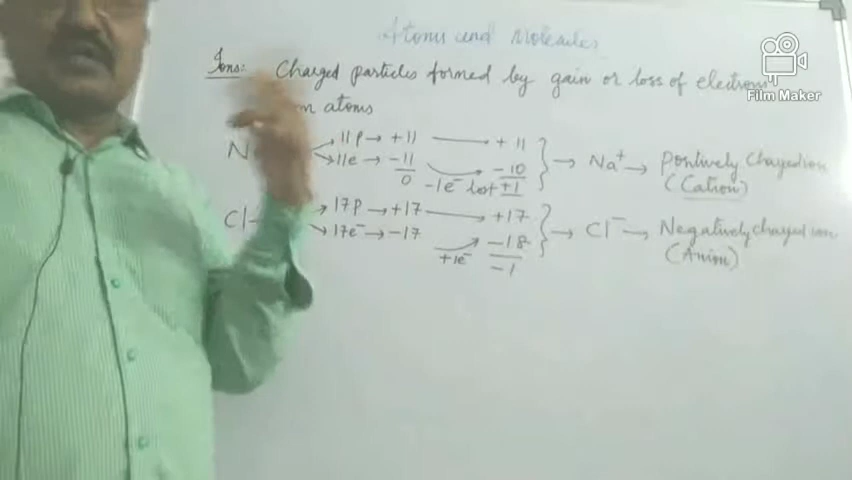 Atoms and Molecules
Ions: Charged particles formed by gain or loss of electrons
atoms
11p → +11 → +11
11e → -11 → -10
0 -1e⁻ lost +1
→ Na⁺ → Positively Charged ion
(Cation)
Cl → 17p → +17 → +17
17e⁻ → -17 → -18
+1e⁻ -1
→ Cl⁻ → Negatively charged ion
(Anion)
Film Maker